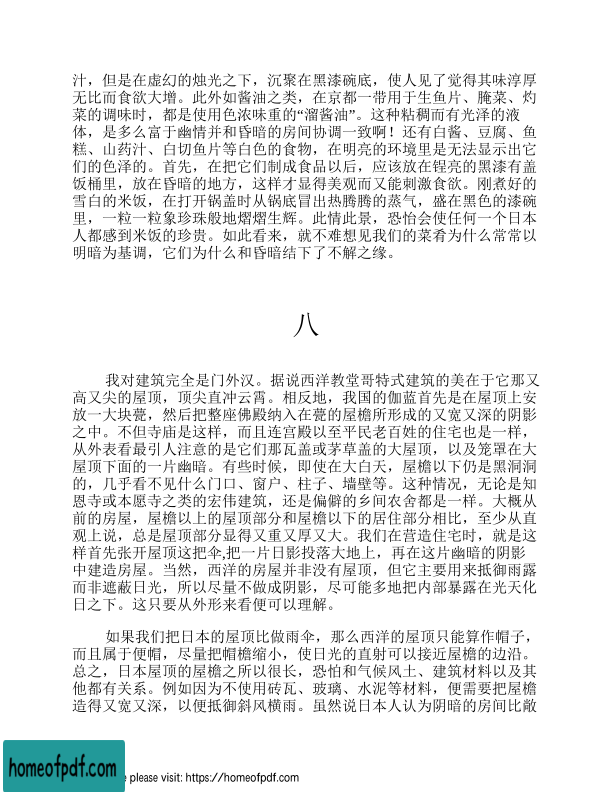 汁，但是在虚幻的烛光之下，沉聚在黑漆碗底，使人见了觉得其味淳厚
无比而食欲大增。此外如酱油之类，在京都一带用于生鱼片、腌菜、灼
菜的调味时，都是使用色浓味重的“溜酱油”。这种粘稠而有光泽的液
体，是多么富于幽情并和昏暗的房间协调一致啊！还有白酱、豆腐、鱼
糕、山药汁、白切鱼片等白色的食物，在明亮的环境里是无法显示出它
们的色泽的。首先，在把它们制成食品以后，应该放在锃亮的黑漆有盖
饭桶里，放在昏暗的地方，这样才显得美观而又能刺激食欲。刚煮好的
雪白的米饭，在打开锅盖时从锅底冒出热腾腾的蒸气，盛在黑色的漆碗
里，一粒一粒象珍珠般地熠熠生辉。此情此景，恐怕会使任何一个日本
人都感到米饭的珍贵。如此看来，就不难想见我们的菜肴为什么常常以
明暗为基调，它们为什么和昏暗结下了不解之缘。
八
我对建筑完全是门外汉。据说西洋教堂哥特式建筑的美在于它那又
高又尖的屋顶，顶尖直冲云霄。相反地，我国的伽蓝首先是在屋顶上安
放一大块甍，然后把整座佛殿纳入在甍的屋檐所形成的又宽又深的阴影
之中。不但寺庙是这样，而且连宫殿以至平民老百姓的住宅也是一样，
从外表看最引人注意的是它们那瓦盖或茅草盖的大屋顶，以及笼罩在大
屋顶下面的一片幽暗。有些时候，即使在大白天，屋檐以下仍是黑洞洞
的，几乎看不见什么门口、窗户、柱子、墙壁等。这种情况，无论是知
恩寺或本愿寺之类的宏伟建筑，还是偏僻的乡间农舍都是一样。大概从
前的房屋，屋檐以上的屋顶部分和屋檐以下的居住部分相比，至少从直
观上说，总是屋顶部分显得又重又厚又大。我们在营造住宅时，就是这
样首先张开屋顶这把伞,把一片日影投落大地上，再在这片幽暗的阴影
中建造房屋。当然，西洋的房屋并非没有屋顶，但它主要用来抵御雨露
而非遮蔽日光，所以尽量不做成阴影，尽可能多地把内部暴露在光天化
日之下。这只要从外形来看便可以理解。
如果我们把日本的屋顶比做雨伞，那么西洋的屋顶只能算作帽子，
而且属于便帽，尽量把帽檐缩小，使日光的直射可以接近屋檐的边沿。
总之，日本屋顶的屋檐之所以很长，恐怕和气候风土、建筑材料以及其
他都有关系。例如因为不使用砖瓦、玻璃、水泥等材料，便需要把屋檐
造得又宽又深，以便抵御斜风横雨。虽然说日本人认为阴暗的房间比敞
homeofpdf.com
e please visit: https://homeofpdf.com